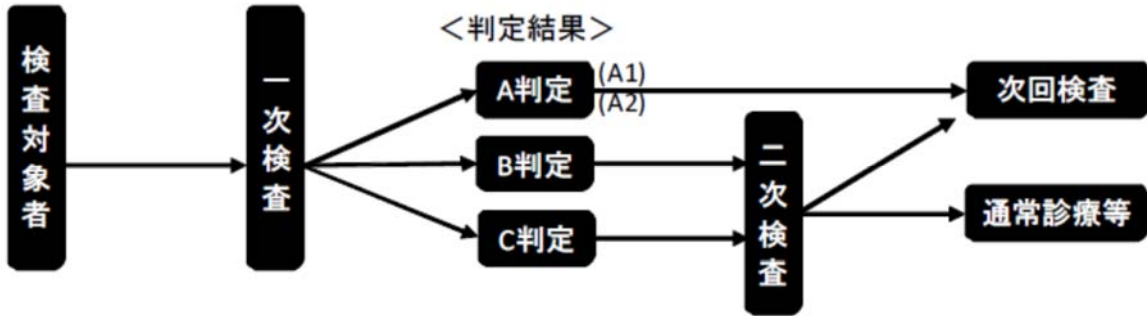 検査対象者
一次検査
＜判定結果＞
A判定
(A1)
(A2)
B判定
C判定
二次検査
次回検査
通常診療等